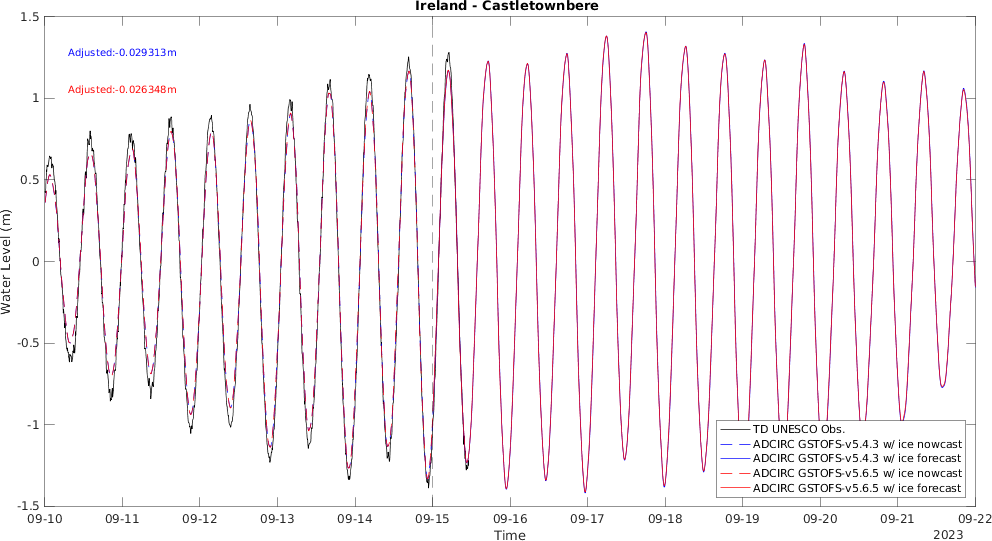 Ireland - Castletownbere
Adjusted:-0.029313m
Adjusted:-0.026348m
Water Level (m)
1.5
1
0.5
0
-0.5
-1
-1.5
TD UNESCO Obs.
ADCIRC GSTOFS-v5.4.3 w/ ice nowcast
ADCIRC GSTOFS-v5.4.3 w/ ice forecast
ADCIRC GSTOFS-v5.6.5 w/ ice nowcast
ADCIRC GSTOFS-v5.6.5 w/ ice forecast
09-10 09-11 09-12 09-13 09-14 09-15 09-16 09-17 09-18 09-19 09-20 09-21 09-22
Time
2023